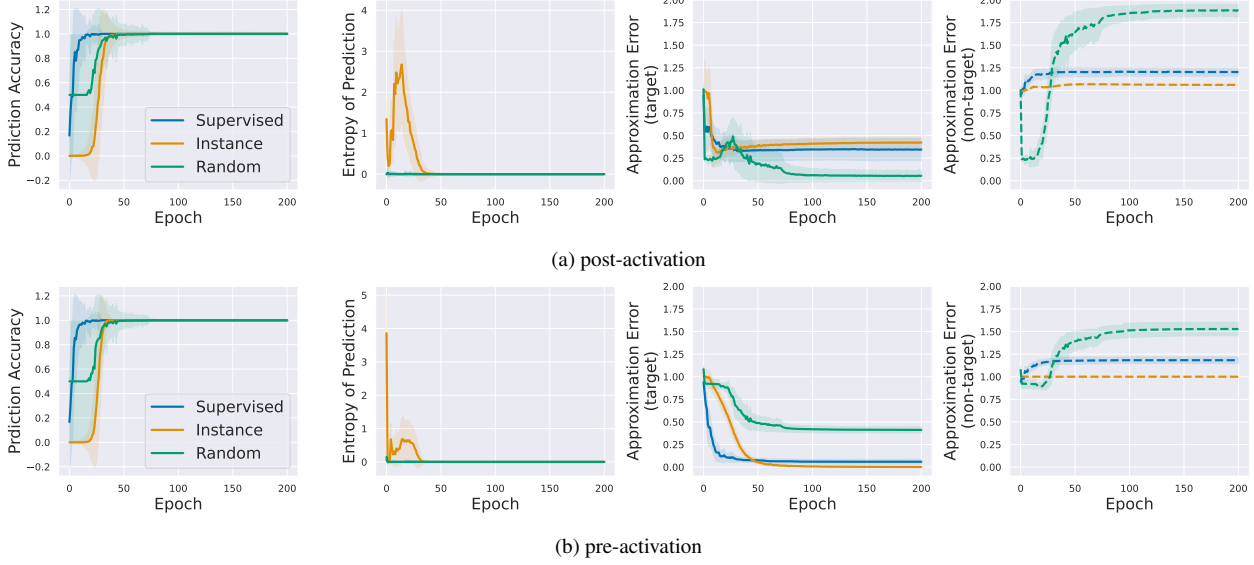 Prdiction Accuracy
1.2
1.0
0.8
0.6
0.4
0.2
0.0
−0.2
0 50 100 150 200
Epoch
Supervised
Instance
Random
Entropy of Prediction
4
3
2
1
0
0 50 100 150 200
Epoch
Approximation Error
(target)
2.00
1.75
1.50
1.25
1.00
0.75
0.50
0.25
0.00
0 50 100 150 200
Epoch
Approximation Error
(non-target)
2.00
1.75
1.50
1.25
1.00
0.75
0.50
0.25
0.00
0 50 100 150 200
Epoch
(a) post-activation
Prdiction Accuracy
1.2
1.0
0.8
0.6
0.4
0.2
0.0
−0.2
0 50 100 150 200
Epoch
Supervised
Instance
Random
Entropy of Prediction
5
4
3
2
1
0
0 50 100 150 200
Epoch
Approximation Error
(target)
2.00
1.75
1.50
1.25
1.00
0.75
0.50
0.25
0.00
0 50 100 150 200
Epoch
Approximation Error
(non-target)
2.00
1.75
1.50
1.25
1.00
0.75
0.50
0.25
0.00
0 50 100 150 200
Epoch
(b) pre-activation